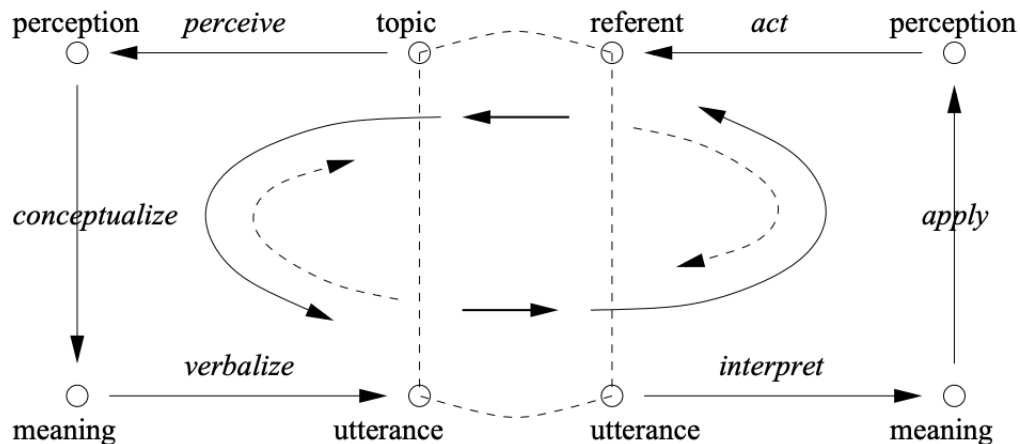 perception perceive topic referent act perception
conceptualize apply
verbalize interpret
meaning utterance utterance meaning